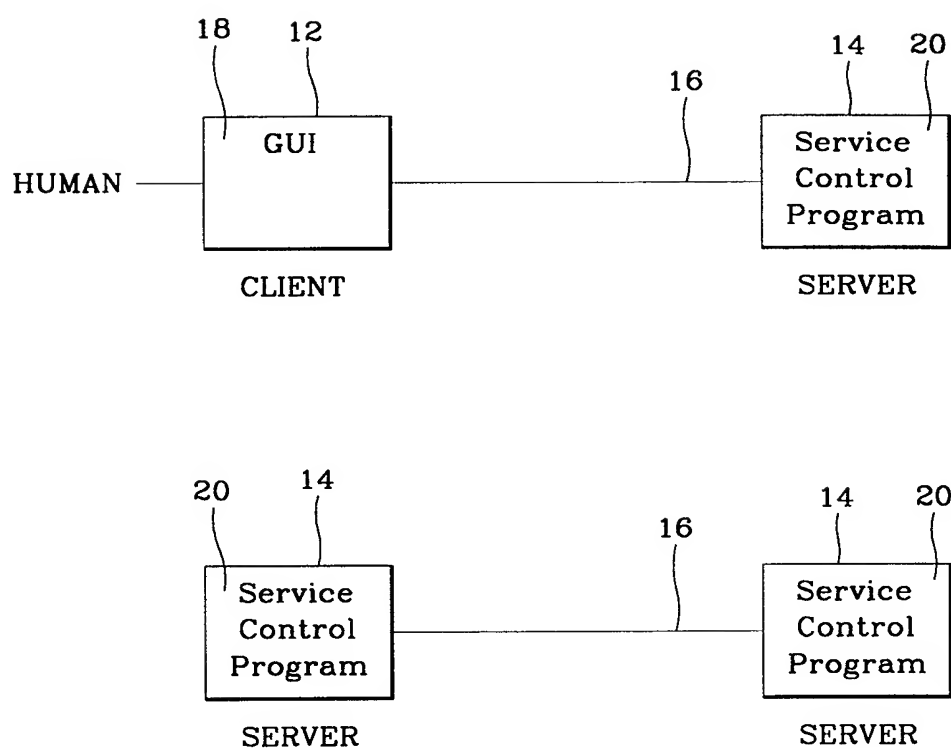 18
12
14
20
16
GUI
Service
Control
Program
HUMAN
CLIENT
SERVER
20
14
16
14
20
Service
Control
Program
Service
Control
Program
SERVER
SERVER